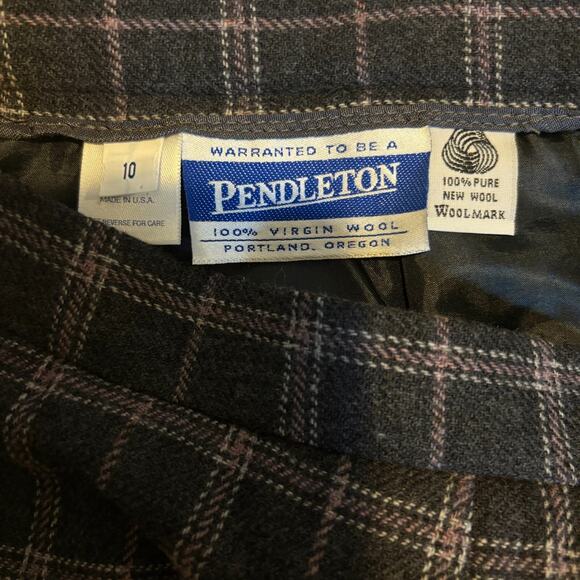 10
MADE IN U.S.A.
REVERSE FOR CARE
WARRANTED TO BE A
PENDLETON
100% VIRGIN WOOL
PORTLAND, OREGON
100% PURE
NEW WOOL
WOOLMARK